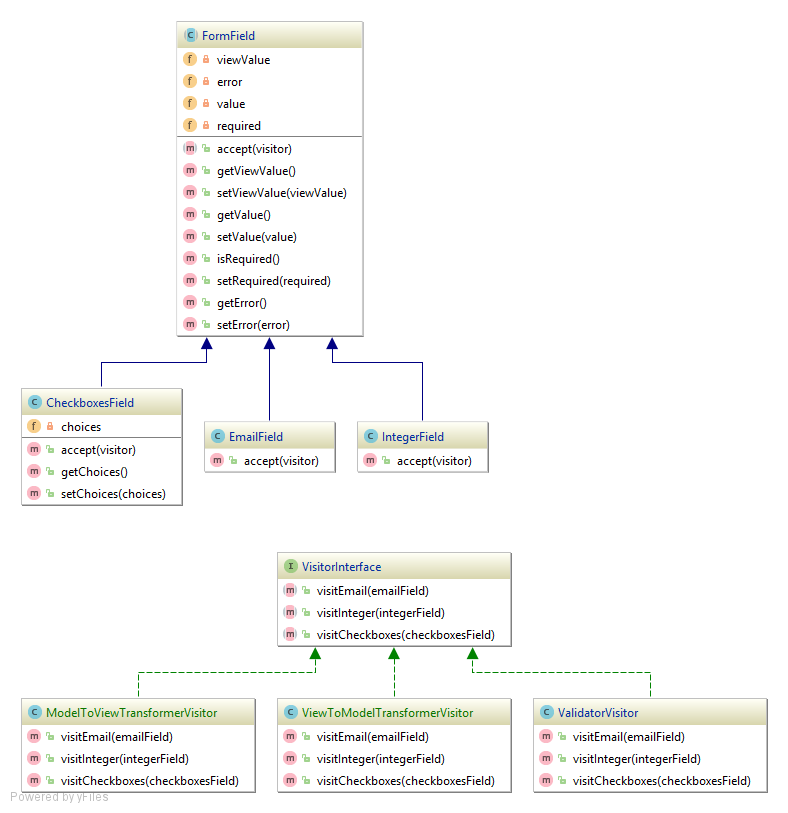 C FormField
f viewValue
f error
f value
f required
m accept(visitor)
m getViewValue()
m setViewValue(viewValue)
m getValue()
m setValue(value)
m isRequired()
m setRequired(required)
m getError()
m setError(error)
C CheckboxesField
f choices
m accept(visitor)
m getChoices()
m setChoices(choices)
C EmailField
m accept(visitor)
C IntegerField
m accept(visitor)
I VisitorInterface
m visitEmail(emailField)
m visitInteger(integerField)
m visitCheckboxes(checkboxesField)
C ModelToViewTransformerVisitor
m visitEmail(emailField)
m visitInteger(integerField)
m visitCheckboxes(checkboxesField)
C ViewToModelTransformerVisitor
m visitEmail(emailField)
m visitInteger(integerField)
m visitCheckboxes(checkboxesField)
C ValidatorVisitor
m visitEmail(emailField)
m visitInteger(integerField)
m visitCheckboxes(checkboxesField)
Powered by yFiles